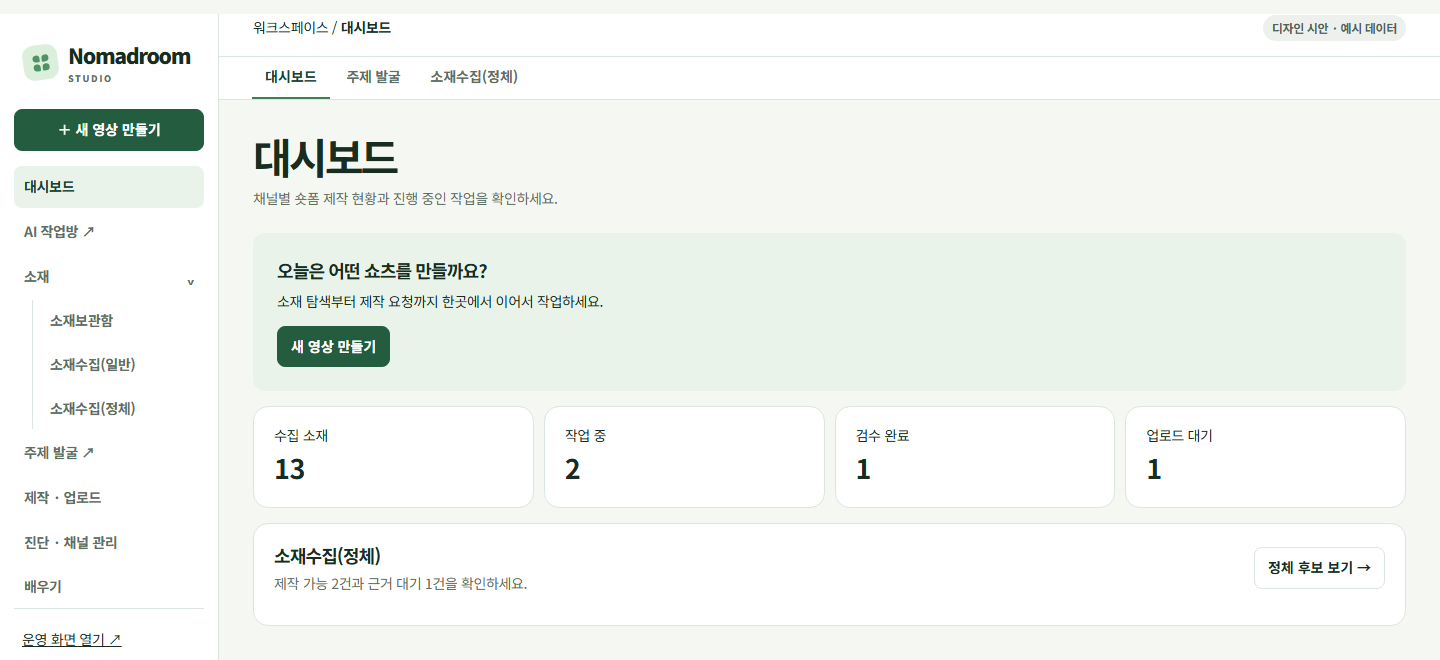 Nomadroom
STUDIO
+ 새 영상 만들기
대시보드
AI 작업방 ↗
소재 v
소재보관함
소재수집(일반)
소재수집(정체)
주제 발굴 ↗
제작 · 업로드
진단 · 채널 관리
배우기
운영 화면 열기 ↗
워크스페이스 / 대시보드
디자인 시안 · 예시 데이터
대시보드 주제 발굴 소재수집(정체)
대시보드
채널별 숏폼 제작 현황과 진행 중인 작업을 확인하세요.
오늘은 어떤 쇼츠를 만들까요?
소재 탐색부터 제작 요청까지 한곳에서 이어서 작업하세요.
새 영상 만들기
수집 소재
13
작업 중
2
검수 완료
1
업로드 대기
1
소재수집(정체)
제작 가능 2건과 근거 대기 1건을 확인하세요.
정체 후보 보기 →